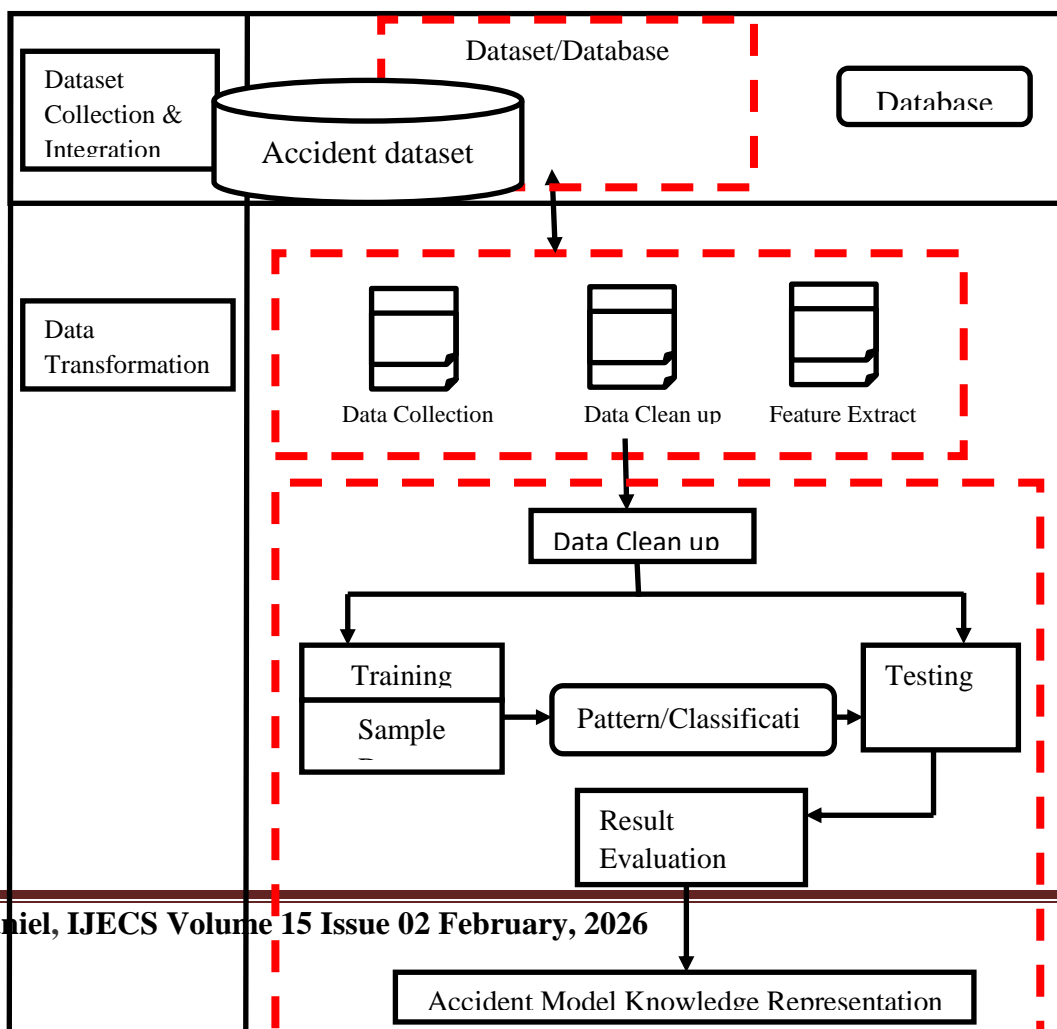 Dataset/Database
Dataset
Collection &
Integration
Database
Accident dataset
Data
Transformation
Data Collection
Data Clean up
Feature Extract
Data Clean up
Training
Sample
Pattern/Classificati
Testing
Result
Evaluation
niel, IJECS Volume 15 Issue 02 February, 2026
Accident Model Knowledge Representation